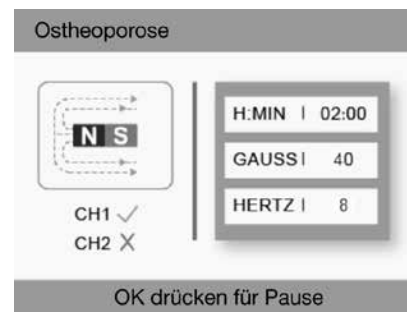 Ostheoporose
N S
CH1 ✓
CH2 X
H:MIN | 02:00
GAUSS | 40
HERTZ | 8
OK drücken für Pause